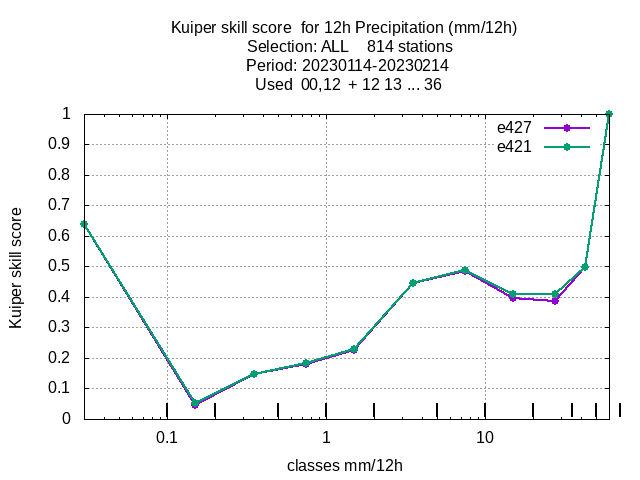 Kuiper skill score  for 12h Precipitation (mm/12h)
Selection: ALL    814 stations
Period: 20230114-20230214
Used  00,12  + 12 13 ... 36
e427
e421
Kuiper skill score
1
0.9
0.8
0.7
0.6
0.5
0.4
0.3
0.2
0.1
0
0.1 1 10
classes mm/12h